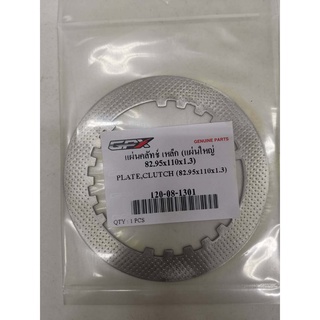 GPX
GENUINE PARTS
แผ่นคลัทช์ เหล็ก (แผ่นใหญ่
82.95x110x1.3)
PLATE,CLUTCH (82.95x110x1.3)
120-08-1301
QTY : 1 PCS